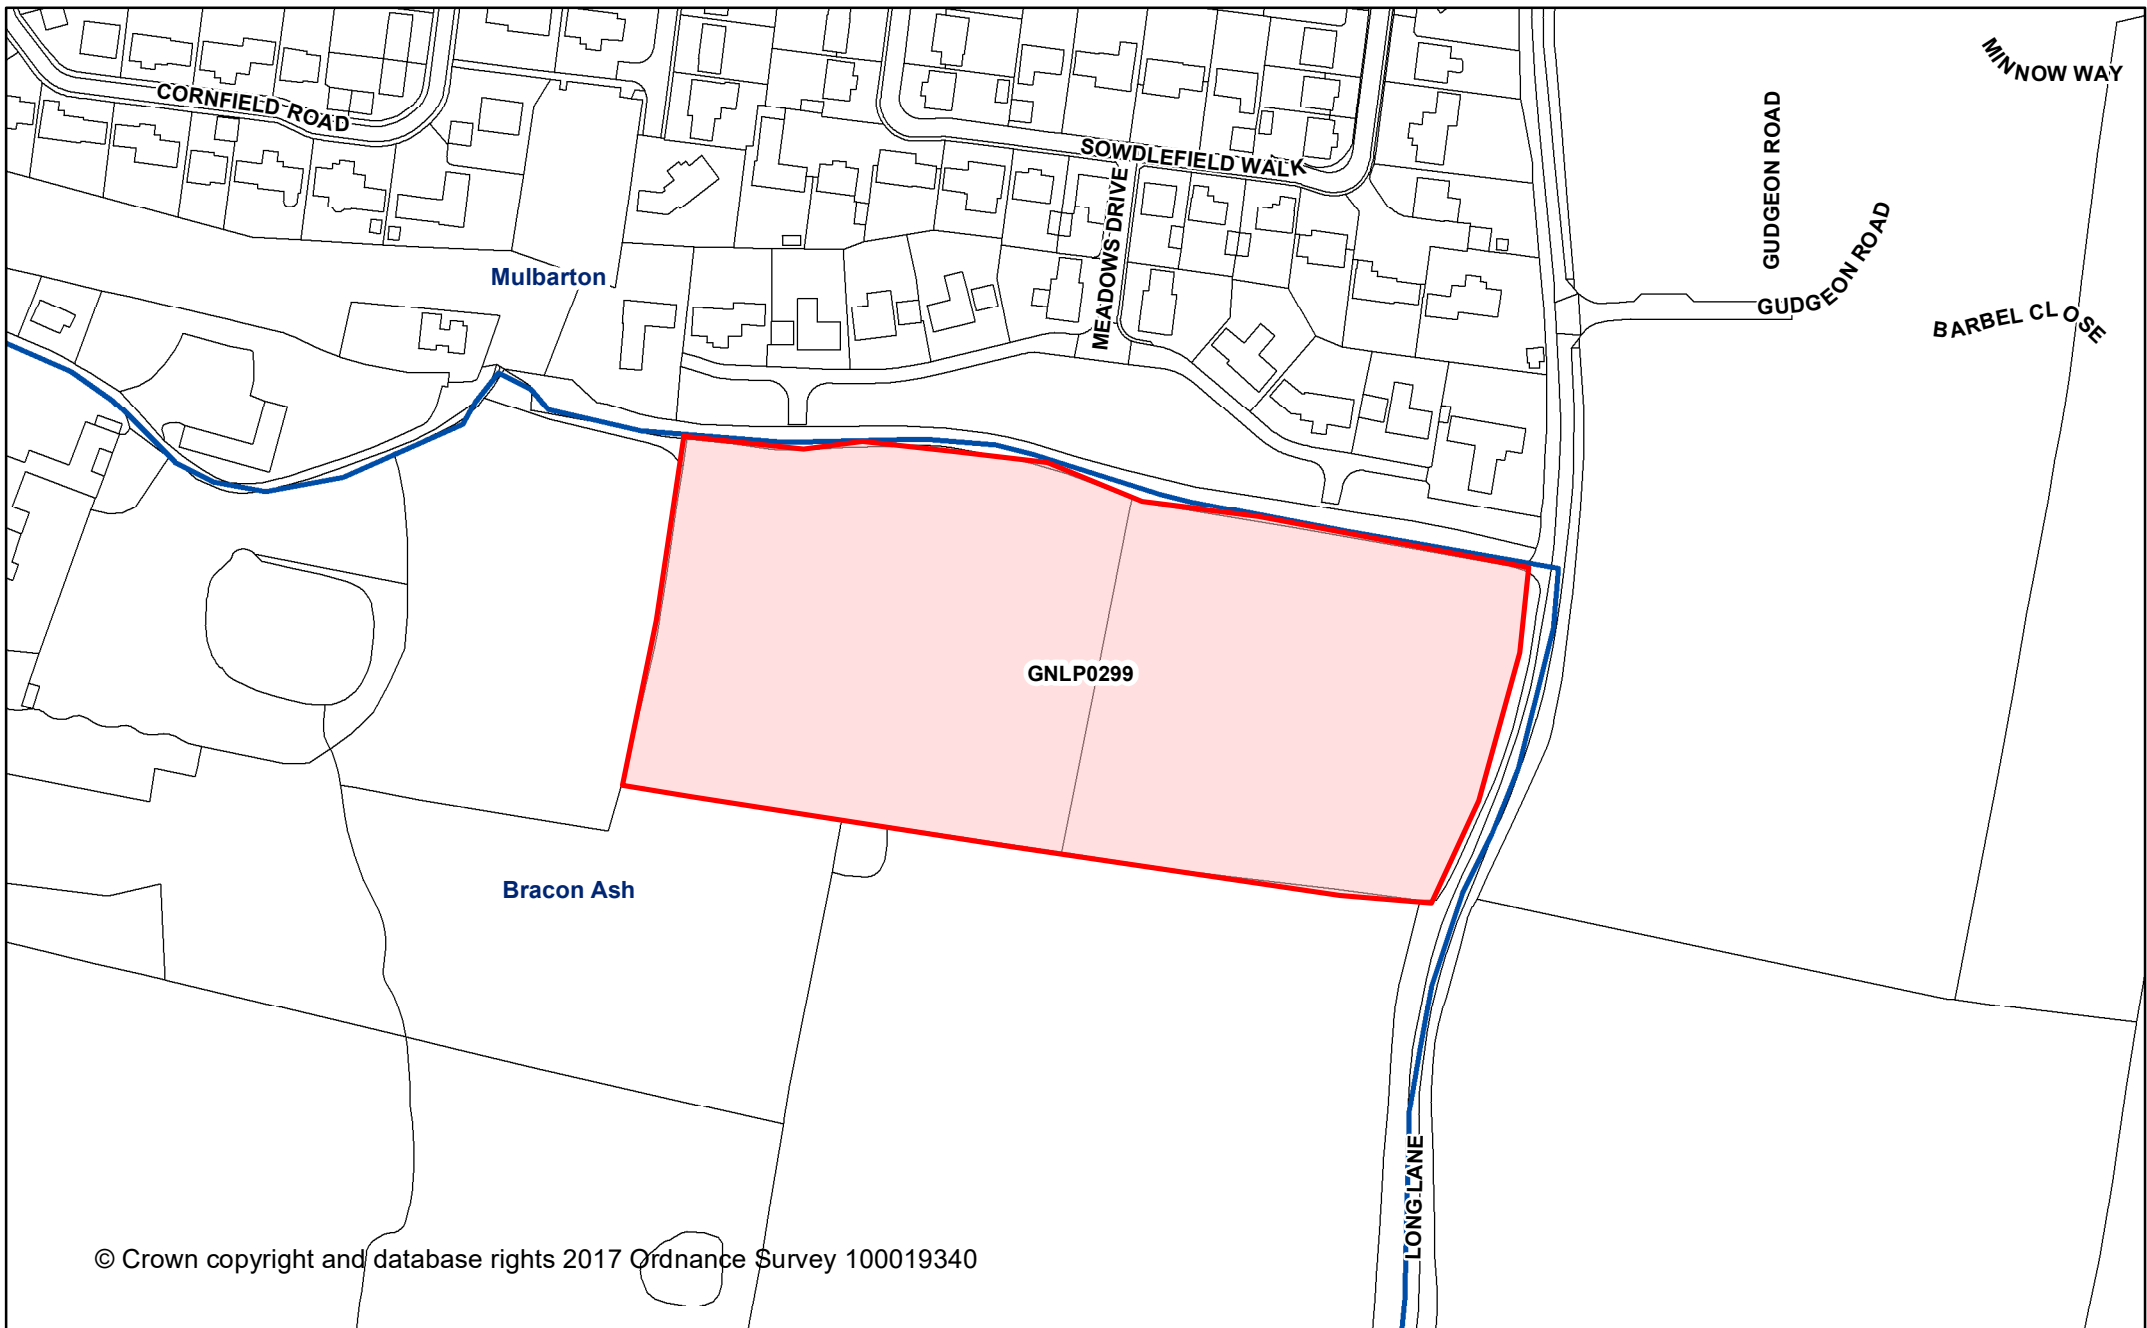 MINNOW WAY
CORNFIELD ROAD
GUDGEON ROAD
SOWDLEFIELD WALK
MEADOWS DRIVE
GUDGEON ROAD
Mulbarton
BARBEL CLOSE
GNLP0299
Bracon Ash
LONG LANE
© Crown copyright and database rights 2017 Ordnance Survey 100019340